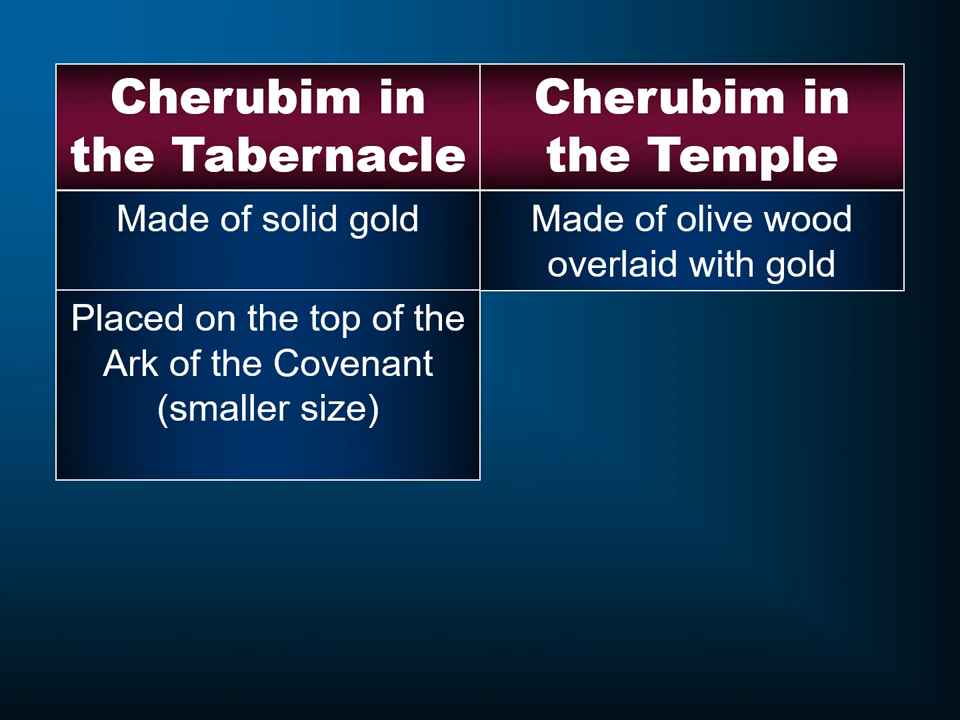 Cherubim in
the Tabernacle
Cherubim in
the Temple
Made of solid gold
Made of olive wood
overlaid with gold
Placed on the top of the
Ark of the Covenant
(smaller size)